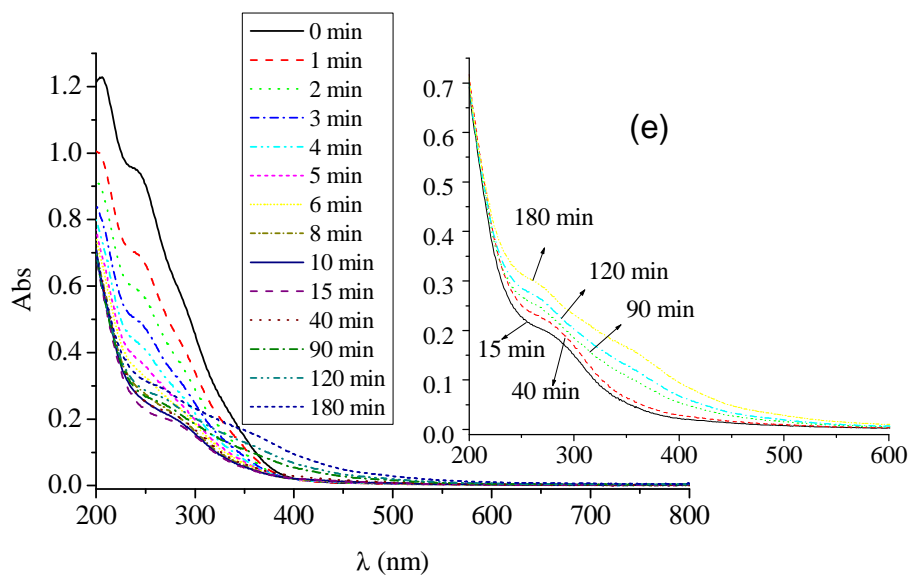 0 min
1 min
2 min
3 min
4 min
5 min
6 min
8 min
10 min
15 min
40 min
90 min
120 min
180 min
Abs
1.2
1.0
0.8
0.6
0.4
0.2
0.0
200 300 400 500 600 700 800
λ (nm)
(e)
0.7
0.6
0.5
0.4
0.3
0.2
0.1
0.0
180 min
120 min
90 min
15 min
40 min
200 300 400 500 600